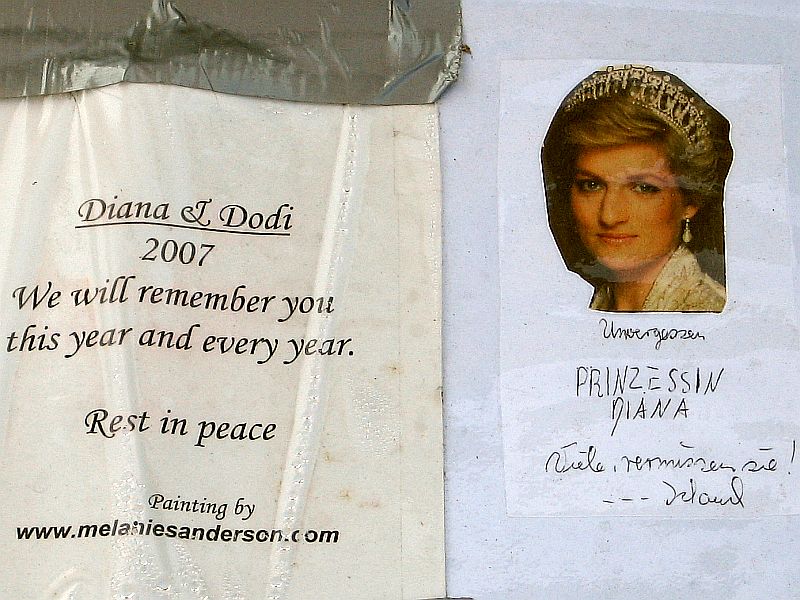 Diana & Dodi
2007
We will remember you
this year and every year.
Rest in peace
Painting by
www.melaniesanderson.com
Unvergessen
PRINZESSIN
DIANA
Viele vermissen sie!